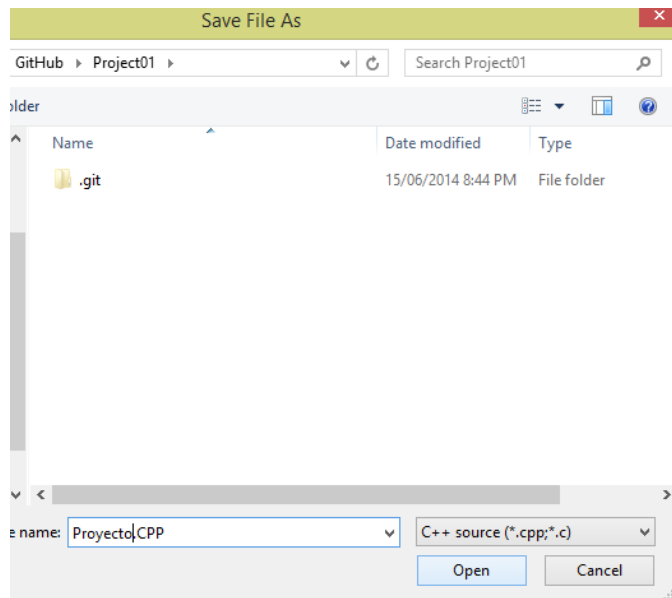 Save File As
GitHub Project01
Search Project01
older
Name Date modified Type
.git 15/06/2014 8:44 PM File folder
e name: Proyecto.CPP C++ source (*.cpp;*.c)
Open Cancel